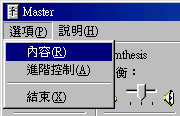 Master
選項(P) 說明(H)
內容(R)
進階控制(A)
結束(X)
nthesis
衡: